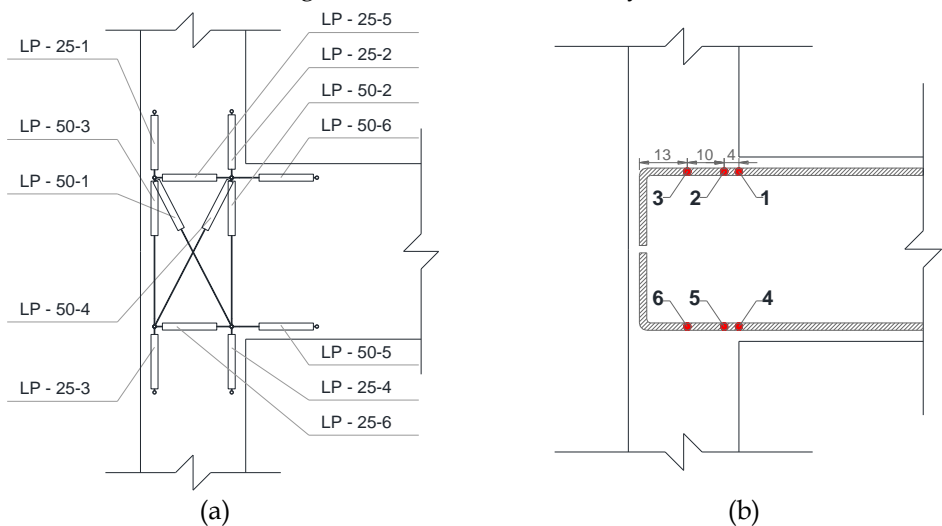 LP - 25-5
LP - 25-1
LP - 25-2
LP - 50-2
LP - 50-3
LP - 50-6
LP - 50-1
LP - 50-4
LP - 50-5
LP - 25-3
LP - 25-4
LP - 25-6
(a)
13 10 4
3 2 1
6 5 4
(b)